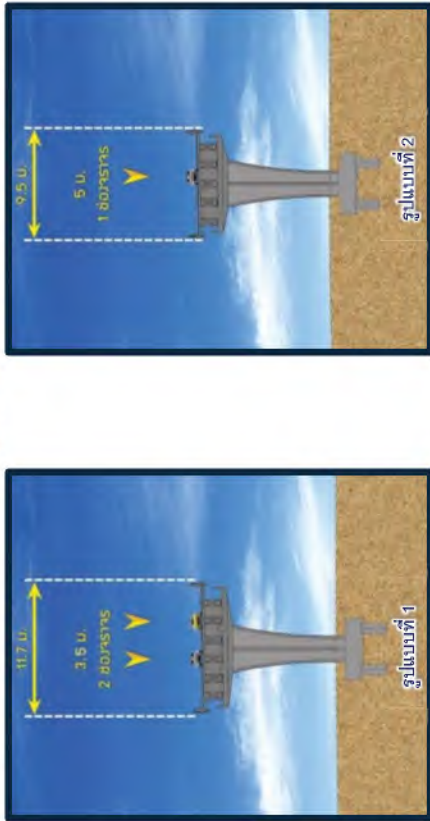 11.7 ม.
3.5 ม.
2 ช่องจราจร
รูปแบบที่ 1
9.5 ม.
5 ม.
1 ช่องจราจร
รูปแบบที่ 2